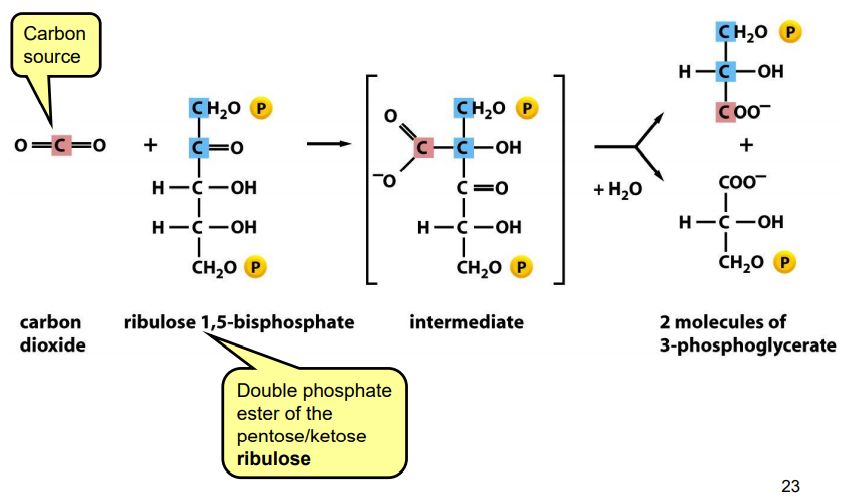 Carbon
source
O=C=O
+
CH₂O P
C=O
H–C–OH
H–C–OH
CH₂O P
O
C
⁻O
CH₂O P
C–OH
C=O
H–C–OH
CH₂O P
+ H₂O
CH₂O P
H–C–OH
COO⁻
+
COO⁻
H–C–OH
CH₂O P
carbon
dioxide
ribulose 1,5-bisphosphate
intermediate
2 molecules of
3-phosphoglycerate
Double phosphate
ester of the
pentose/ketose
ribulose
23